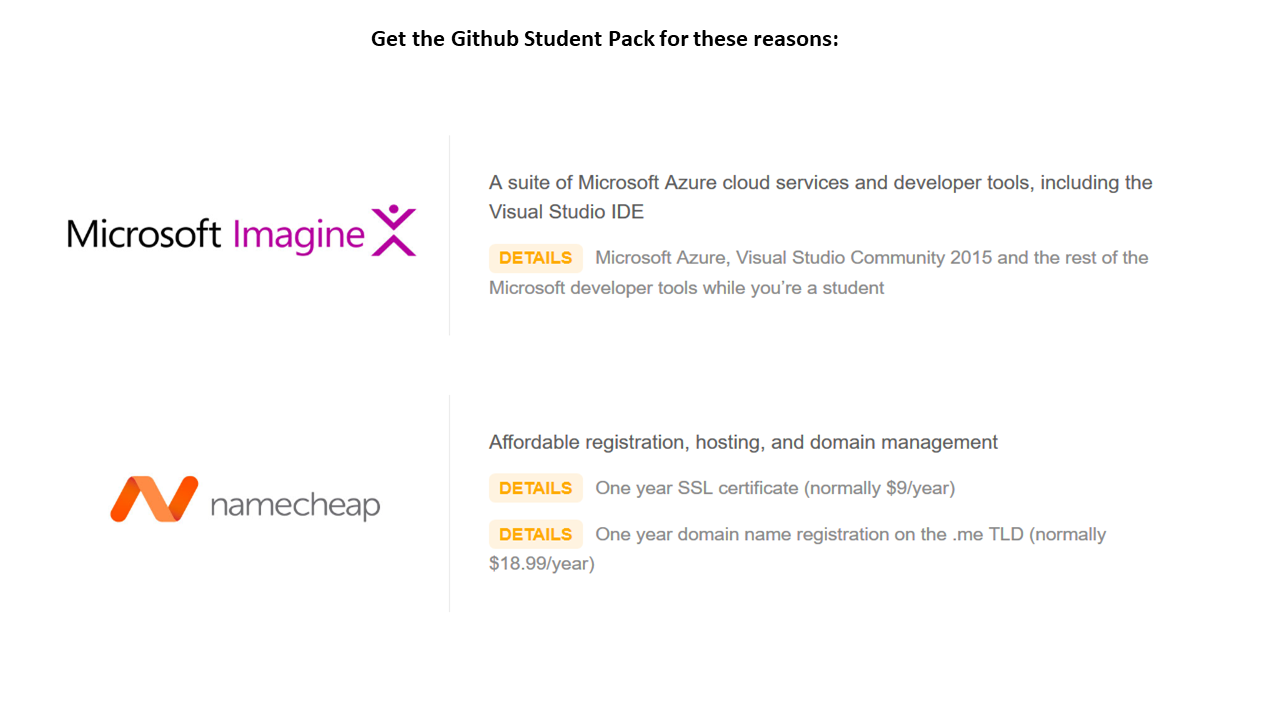 Get the Github Student Pack for these reasons:
Microsoft Imagine
A suite of Microsoft Azure cloud services and developer tools, including the
Visual Studio IDE
DETAILS Microsoft Azure, Visual Studio Community 2015 and the rest of the
Microsoft developer tools while you’re a student
namecheap
Affordable registration, hosting, and domain management
DETAILS One year SSL certificate (normally $9/year)
DETAILS One year domain name registration on the .me TLD (normally
$18.99/year)